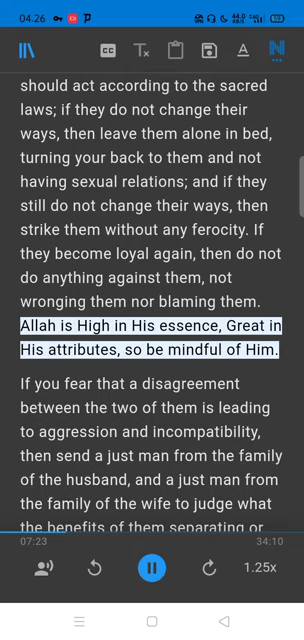 04.26
44.0
KB/s
should act according to the sacred
laws; if they do not change their
ways, then leave them alone in bed,
turning your back to them and not
having sexual relations; and if they
still do not change their ways, then
strike them without any ferocity. If
they become loyal again, then do not
do anything against them, not
wronging them nor blaming them.
Allah is High in His essence, Great in
His attributes, so be mindful of Him.
If you fear that a disagreement
between the two of them is leading
to aggression and incompatibility,
then send a just man from the family
of the husband, and a just man from
the family of the wife to judge what
the benefits of them separating or
07:23
34:10
1.25x